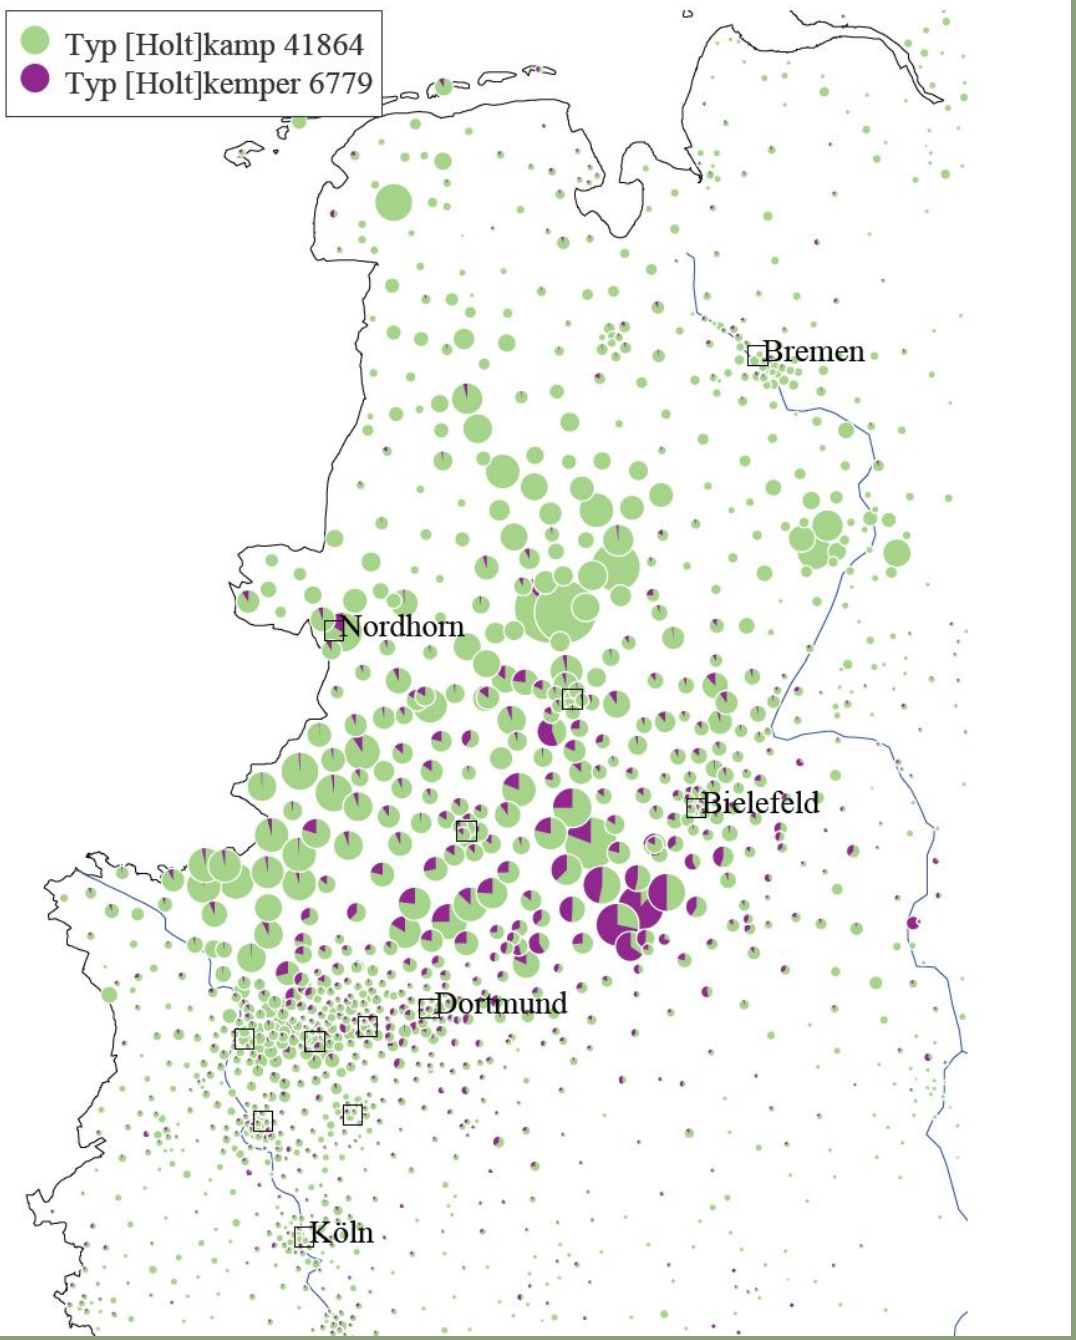 Typ [Holt]kamp 41864
Typ [Holt]kemper 6779
Bremen
Nordhorn
Bielefeld
Dortmund
Köln